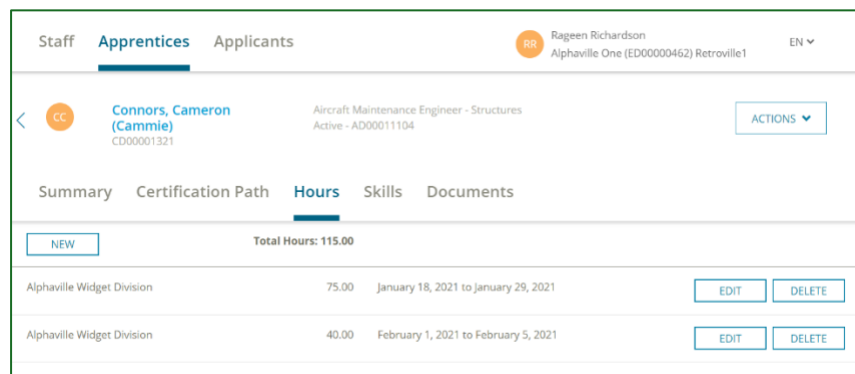 Staff Apprentices Applicants
RR Rageen Richardson
Alphaville One (ED00000462) Retroville1
EN
CC Connors, Cameron
(Cammie)
CD00001321
Aircraft Maintenance Engineer - Structures
Active - AD00011104
ACTIONS
Summary Certification Path Hours Skills Documents
NEW Total Hours: 115.00
Alphaville Widget Division 75.00 January 18, 2021 to January 29, 2021 EDIT DELETE
Alphaville Widget Division 40.00 February 1, 2021 to February 5, 2021 EDIT DELETE